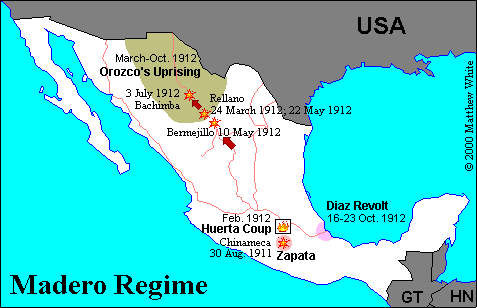 USA
March-Oct. 1912
Orozco's Uprising
3 July 1912
Bachimba
Rellano
24 March 1912; 22 May 1912
Bermejillo 10 May 1912
© 2000 Matthew White
Diaz Revolt
16-23 Oct. 1912
Feb. 1912
Huerta Coup
Chinameca
30 Aug. 1911
Zapata
Madero Regime
GT
HN